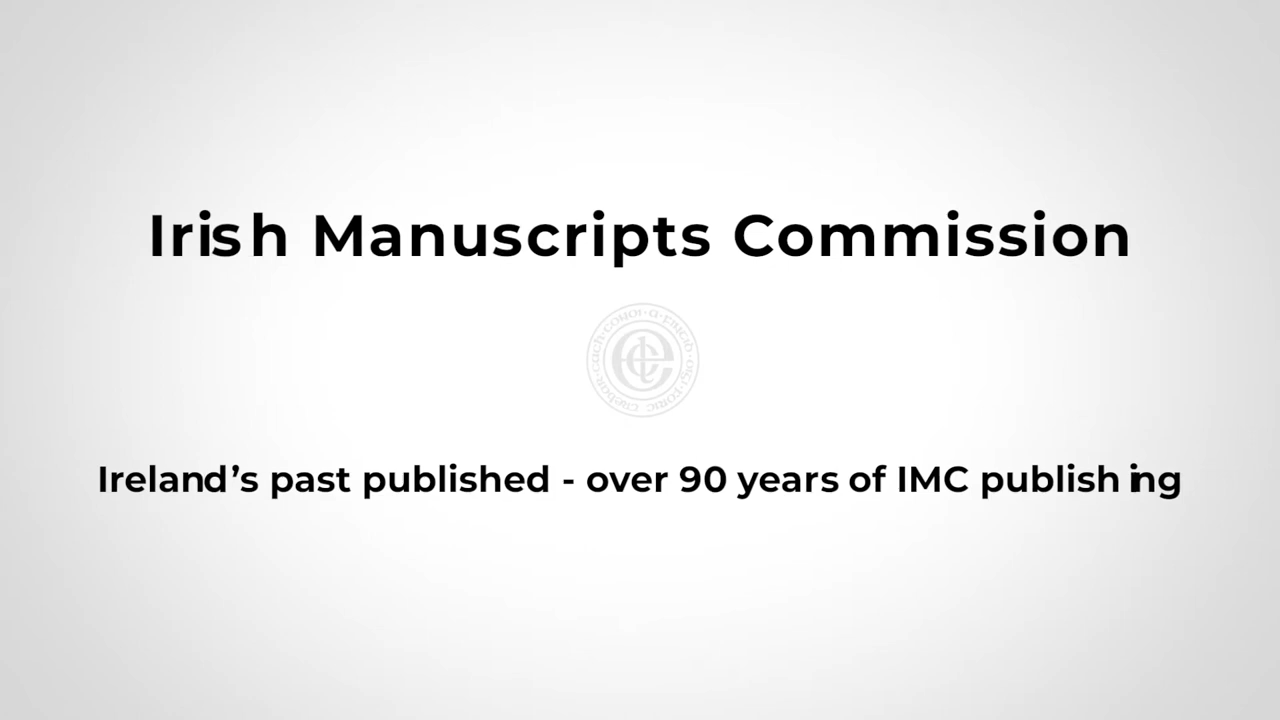 Irish Manuscripts Commission
Ireland’s past published - over 90 years of IMC publishing